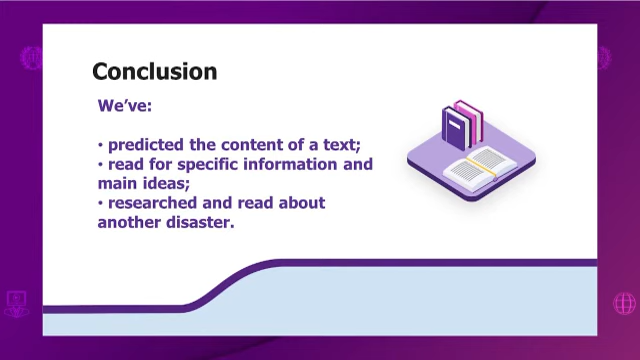 Conclusion
We've:
• predicted the content of a text;
• read for specific information and
main ideas;
• researched and read about
another disaster.